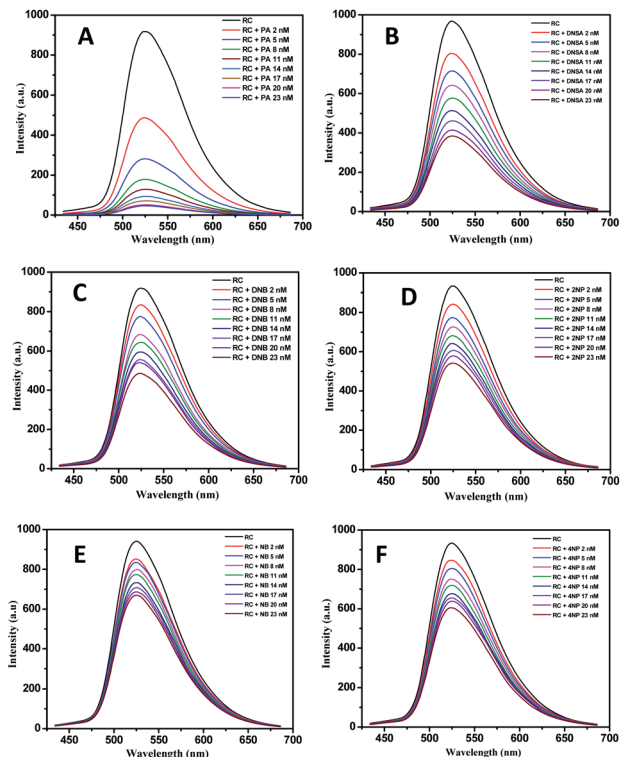 A
RC
RC + PA 2 nM
RC + PA 5 nM
RC + PA 8 nM
RC + PA 11 nM
RC + PA 14 nM
RC + PA 17 nM
RC + PA 20 nM
RC + PA 23 nM
Intensity (a.u.)
0
200
400
600
800
1000
450 500 550 600 650 700
Wavelength (nm)
B
RC
RC + DNSA 2 nM
RC + DNSA 5 nM
RC + DNSA 8 nM
RC + DNSA 11 nM
RC + DNSA 14 nM
RC + DNSA 17 nM
RC + DNSA 20 nM
RC + DNSA 23 nM
Intensity (a.u.)
0
200
400
600
800
1000
450 500 550 600 650 700
Wavelength (nm)
C
RC
RC + DNB 2 nM
RC + DNB 5 nM
RC + DNB 8 nM
RC + DNB 11 nM
RC + DNB 14 nM
RC + DNB 17 nM
RC + DNB 20 nM
RC + DNB 23 nM
Intensity (a.u.)
0
200
400
600
800
1000
450 500 550 600 650 700
Wavelength (nm)
D
RC
RC + 2NP 2 nM
RC + 2NP 5 nM
RC + 2NP 8 nM
RC + 2NP 11 nM
RC + 2NP 14 nM
RC + 2NP 17 nM
RC + 2NP 20 nM
RC + 2NP 23 nM
Intensity (a.u.)
0
200
400
600
800
1000
450 500 550 600 650 700
Wavelength (nm)
E
RC
RC + NB 2 nM
RC + NB 5 nM
RC + NB 8 nM
RC + NB 11 nM
RC + NB 14 nM
RC + NB 17 nM
RC + NB 20 nM
RC + NB 23 nM
Intensity (a.u)
0
200
400
600
800
1000
450 500 550 600 650 700
Wavelength (nm)
F
RC
RC + 4NP 2 nM
RC + 4NP 5 nM
RC + 4NP 8 nM
RC + 4NP 11 nM
RC + 4NP 14 nM
RC + 4NP 17 nM
RC + 4NP 20 nM
RC + 4NP 23 nM
Intensity (a.u.)
0
200
400
600
800
1000
450 500 550 600 650 700
Wavelength (nm)